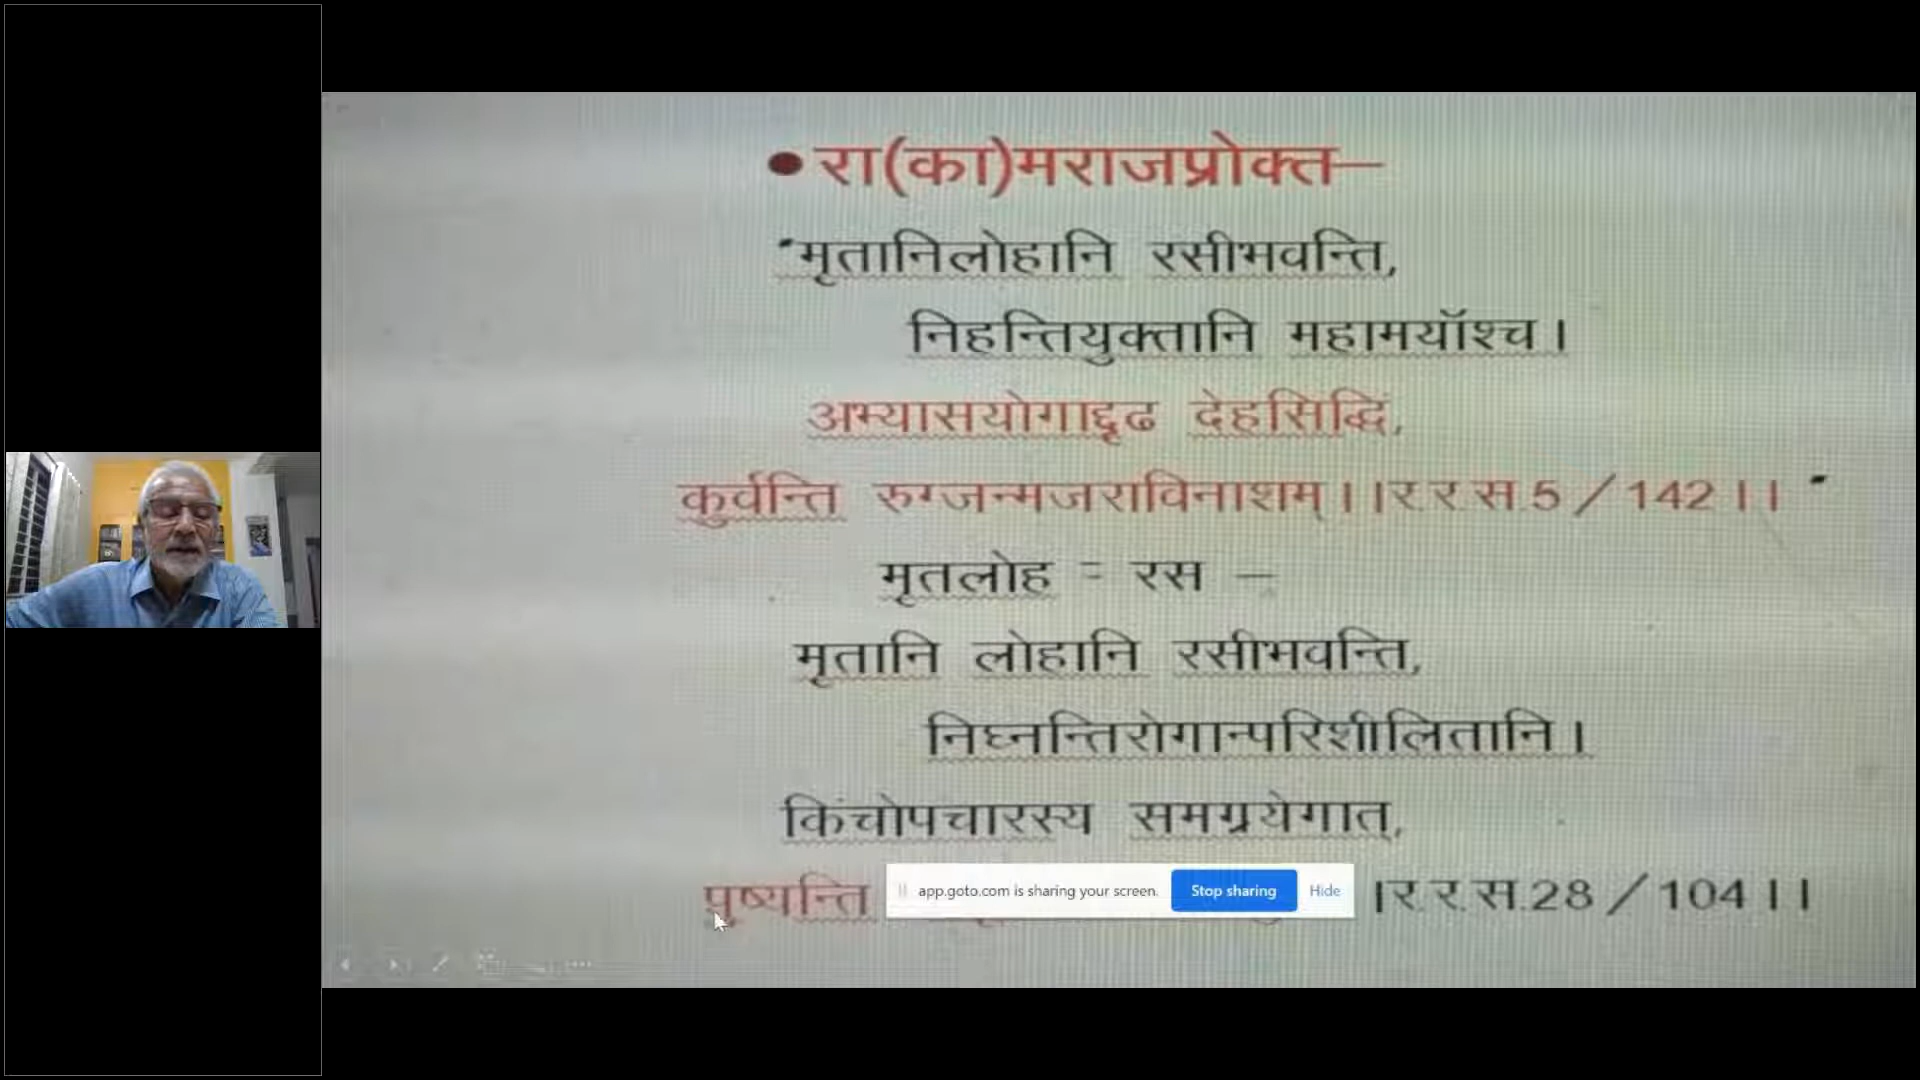 •रा(का)मराजप्रोक्त—
'मृतानिलोहानि रसीभवन्ति,
निहन्तियुक्तानि महामयॉश्च।
अभ्यासयोगाद्दृढ देहसिद्धिं,
कुर्वन्ति रुग्जन्मजराविनाशम्।।र.र.स.5/142।।
मृतलोह = रस –
मृतानि लोहानि रसीभवन्ति,
निघ्नन्तिरोगान्परिशीलितानि।
किंचोपचारस्य समग्रयेगात्,
पुष्यन्ति ।र.र.स.28/104।।
app.goto.com is sharing your screen. Stop sharing Hide